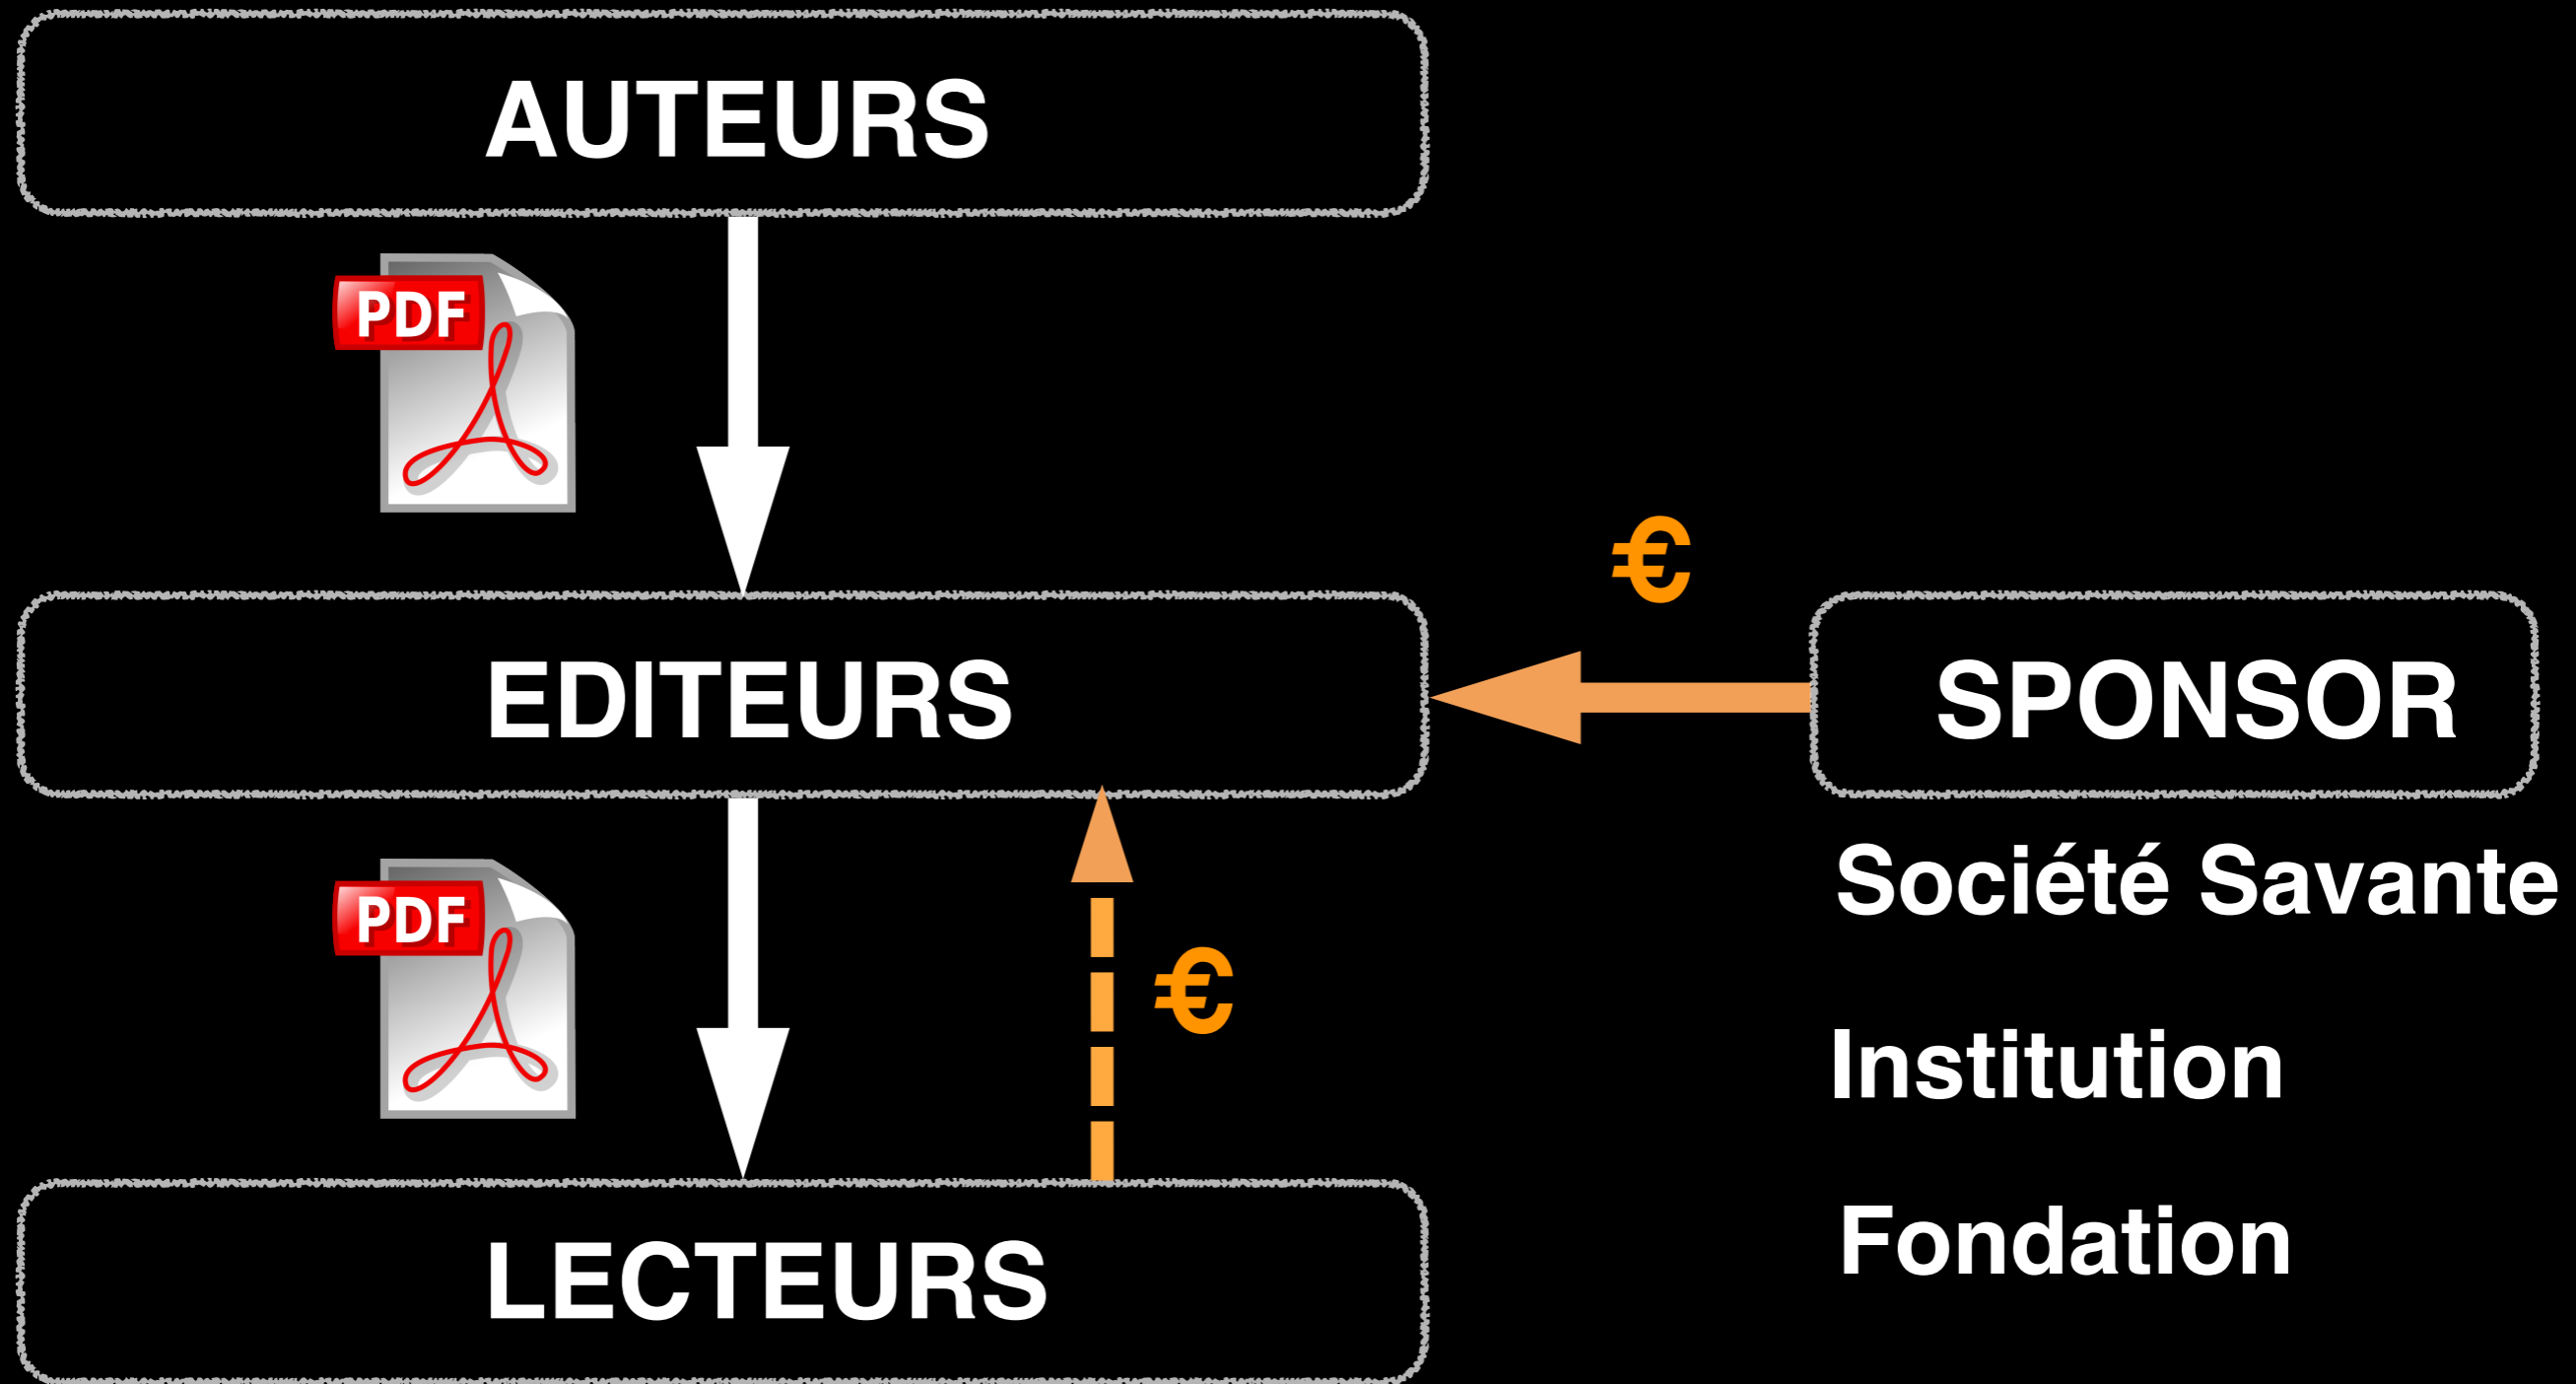 AUTEURS
PDF
€
EDITEURS
SPONSOR
Société Savante
PDF
€
Institution
Fondation
LECTEURS